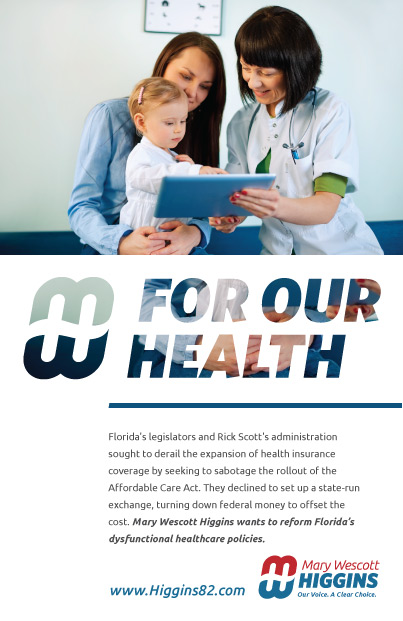 FOR OUR
HEALTH
Florida's legislators and Rick Scott's administration
sought to derail the expansion of health insurance
coverage by seeking to sabotage the rollout of the
Affordable Care Act. They declined to set up a state-run
exchange, turning down federal money to offset the
cost. Mary Wescott Higgins wants to reform Florida's
dysfunctional healthcare policies.
www.Higgins82.com
Mary Wescott
HIGGINS
Our Voice. A Clear Choice.